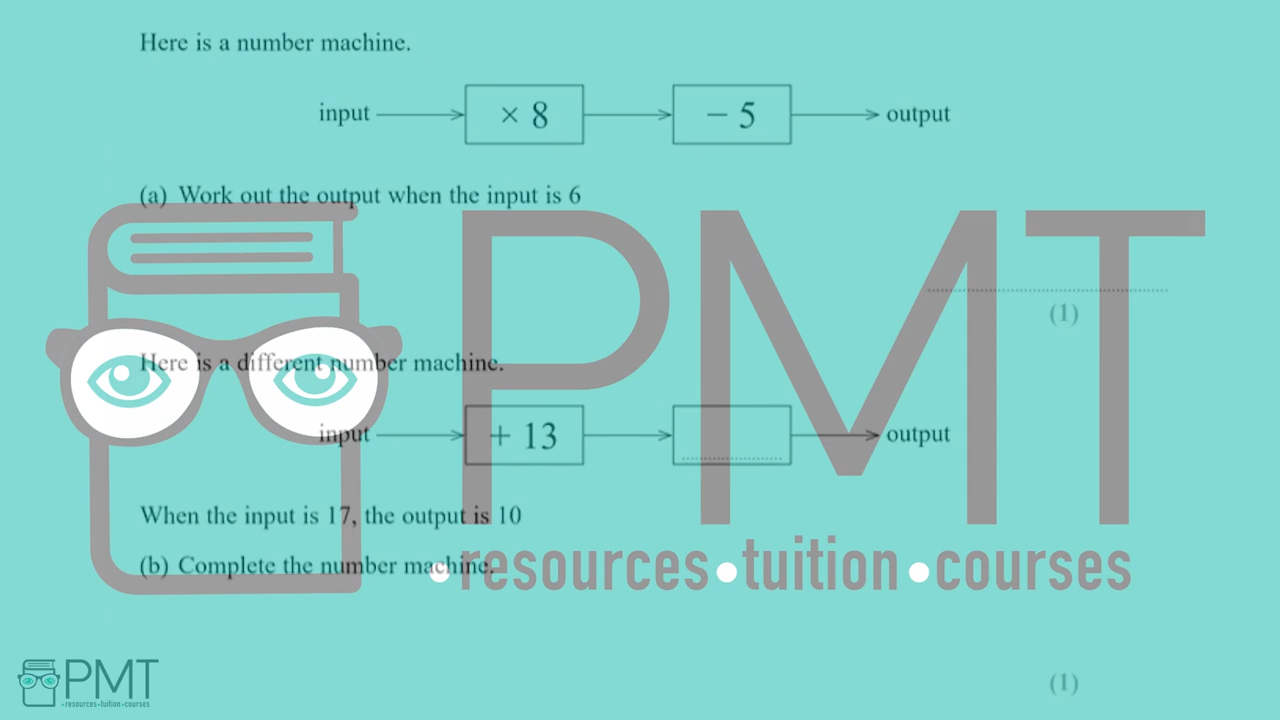 Here is a number machine.
input × 8 − 5 output
(a) Work out the output when the input is 6
(1)
Here is a different number machine.
input + 13 output
When the input is 17, the output is 10
(b) Complete the number machine.
(1)
PMT
resources•tuition•courses
PMT
•resources•tuition•courses